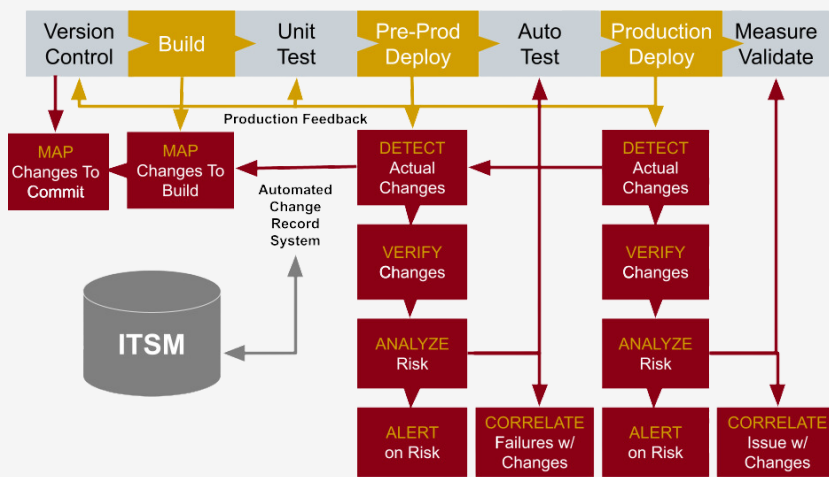 Version
Control
Build
Unit
Test
Pre-Prod
Deploy
Auto
Test
Production
Deploy
Measure
Validate
Production Feedback
MAP
Changes To
Commit
MAP
Changes To
Build
DETECT
Actual
Changes
DETECT
Actual
Changes
Automated
Change
Record
System
VERIFY
Changes
VERIFY
Changes
ITSM
ANALYZE
Risk
ANALYZE
Risk
ALERT
on Risk
CORRELATE
Failures w/
Changes
ALERT
on Risk
CORRELATE
Issue w/
Changes